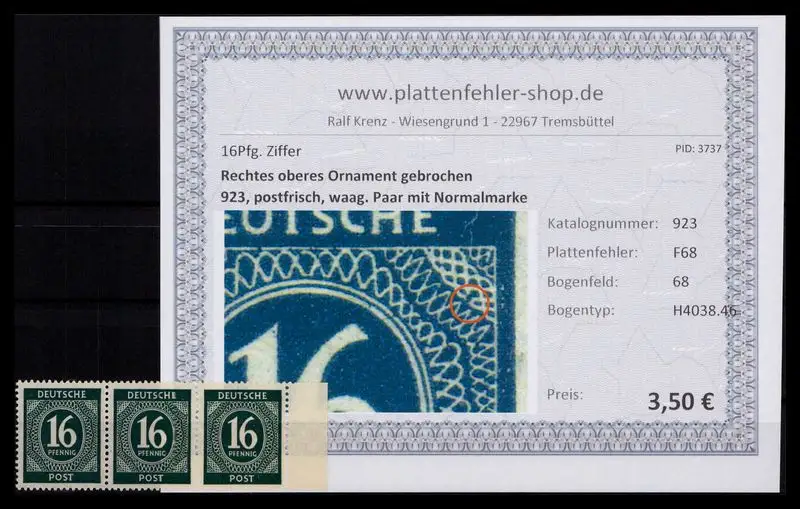 www.plattenfehler-shop.de
Ralf Krenz - Wiesengrund 1 - 22967 Tremsbüttel
16Pfg. Ziffer
PID: 3737
Rechtes oberes Ornament gebrochen
923, postfrisch, waag. Paar mit Normalmarke
EUTSCHE
16
Katalognummer: 923
Plattenfehler: F68
Bogenfeld: 68
Bogentyp: H4038.46
Preis: 3,50 €
DEUTSCHE
16
PFENNIG
POST
DEUTSCHE
16
PFENNIG
POST
DEUTSCHE
16
PFENNIG
POST